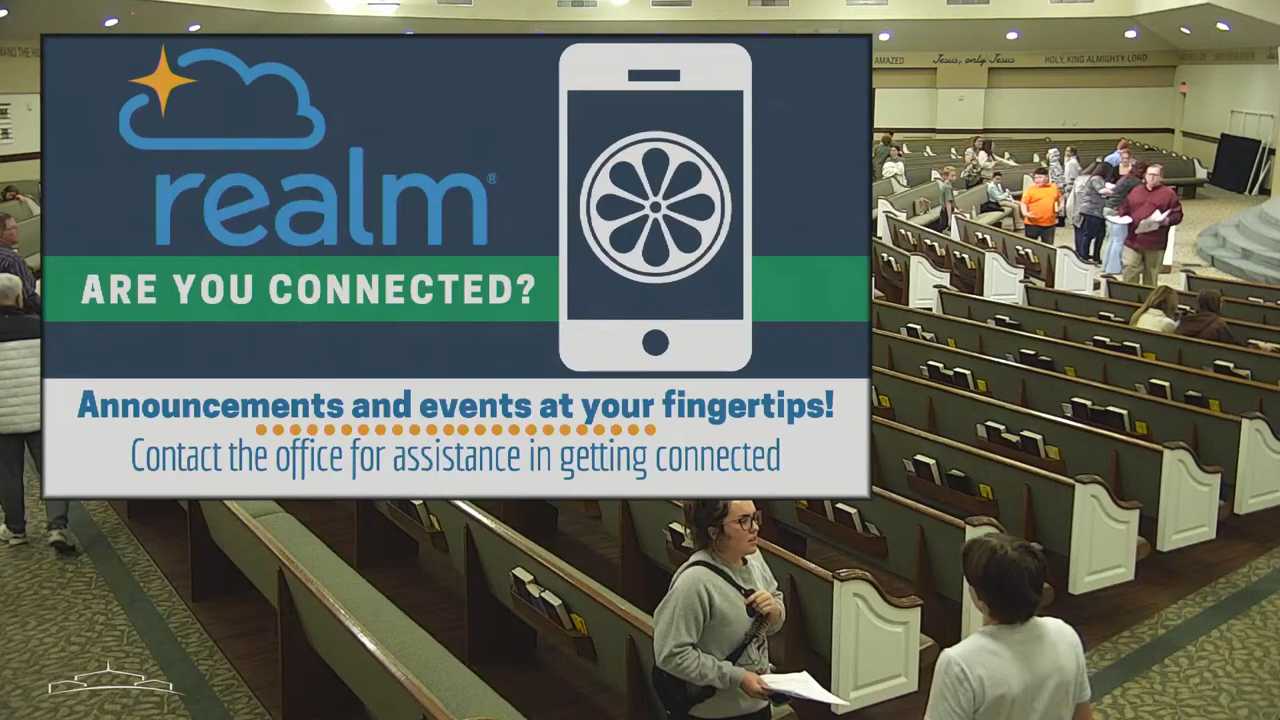 realm®
ARE YOU CONNECTED?
Announcements and events at your fingertips!
Contact the office for assistance in getting connected
AMAZED
Jesus, only Jesus
HOLY, KING ALMIGHTY LORD